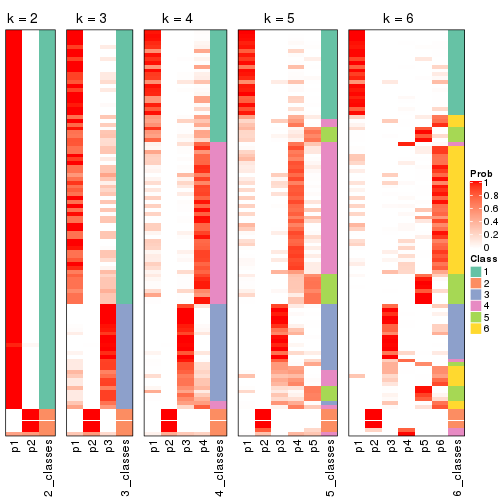 k = 2
k = 3
k = 4
k = 5
k = 6
p1
p2
2_classes
p1
p2
p3
3_classes
p1
p2
p3
p4
4_classes
p1
p2
p3
p4
p5
5_classes
p1
p2
p3
p4
p5
p6
6_classes
Prob
1
0.8
0.6
0.4
0.2
0
Class
1
2
3
4
5
6